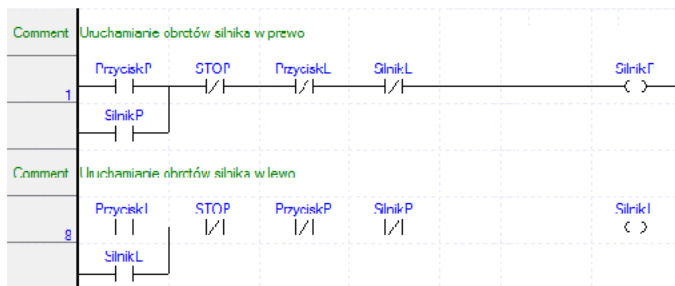 Comment Uruchamianie obrotów silnika w prawo
PrzyciskP STOP PrzyciskL SilnikL SilnikP
1
SilnikP
Comment Uruchamianie obrotów silnika w lewo
PrzyciskL STOP PrzyciskP SilnikP SilnikL
8
SilnikL